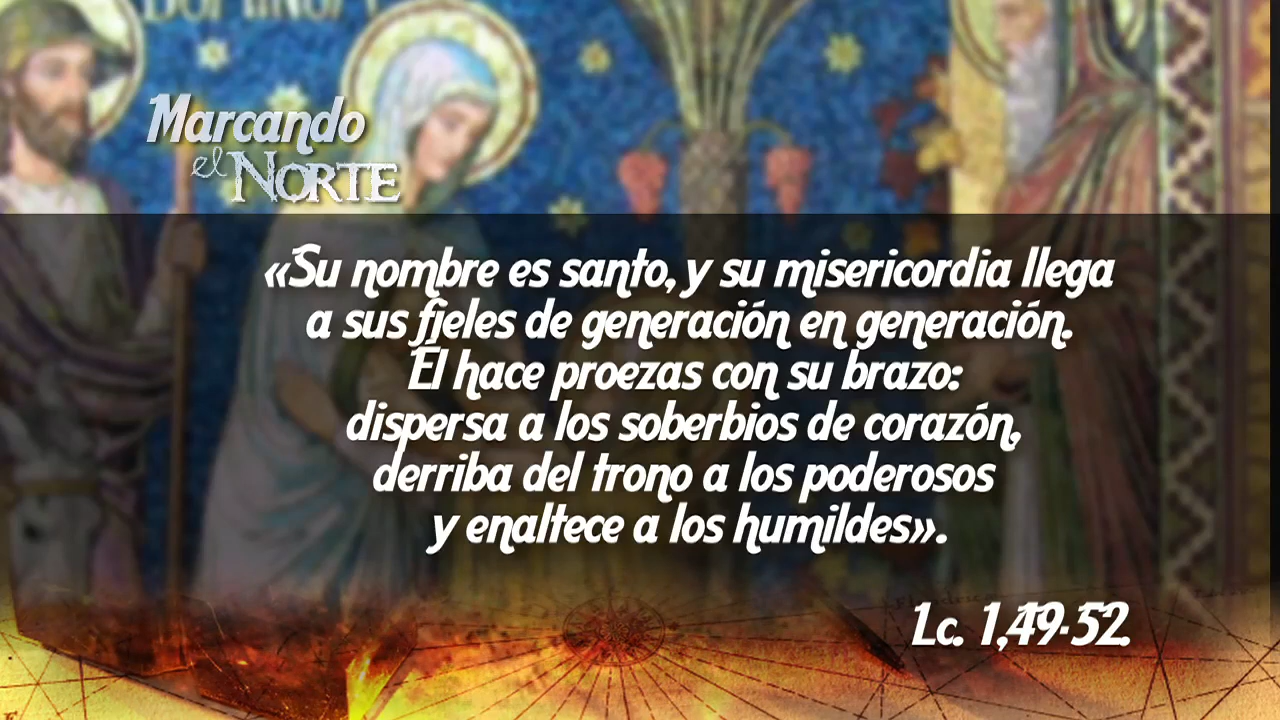 Marcando
el NORTE
«Su nombre es santo, y su misericordia llega
a sus fieles de generación en generación.
Él hace proezas con su brazo:
dispersa a los soberbios de corazón,
derriba del trono a los poderosos
y enaltece a los humildes».
Lc. 1,49-52.